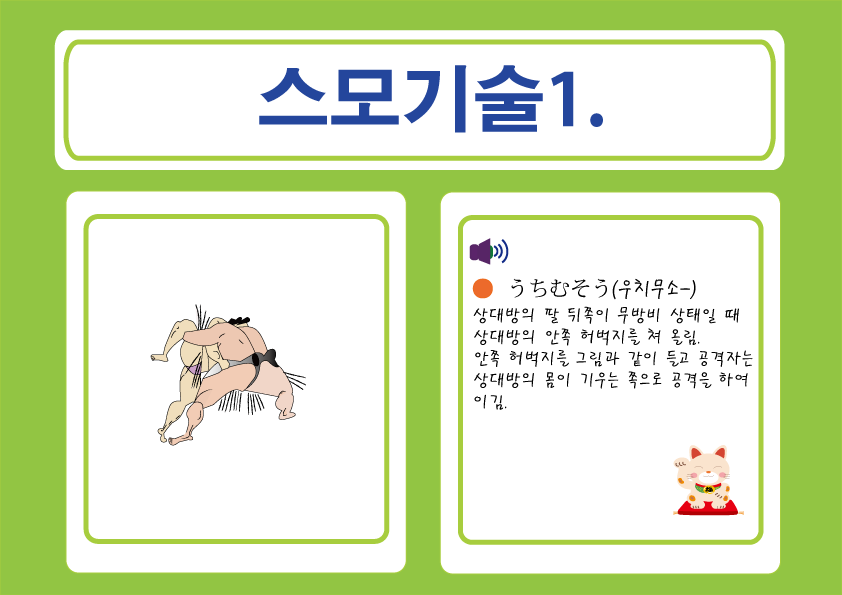 스모기술1.
うちむそう(우치무소-)
상대방의 팔 뒤쪽이 무방비 상태일 때
상대방의 안쪽 허벅지를 쳐 올림.
안쪽 허벅지를 그림과 같이 들고 공격자는
상대방의 몸이 기우는 쪽으로 공격을 하여
이김.